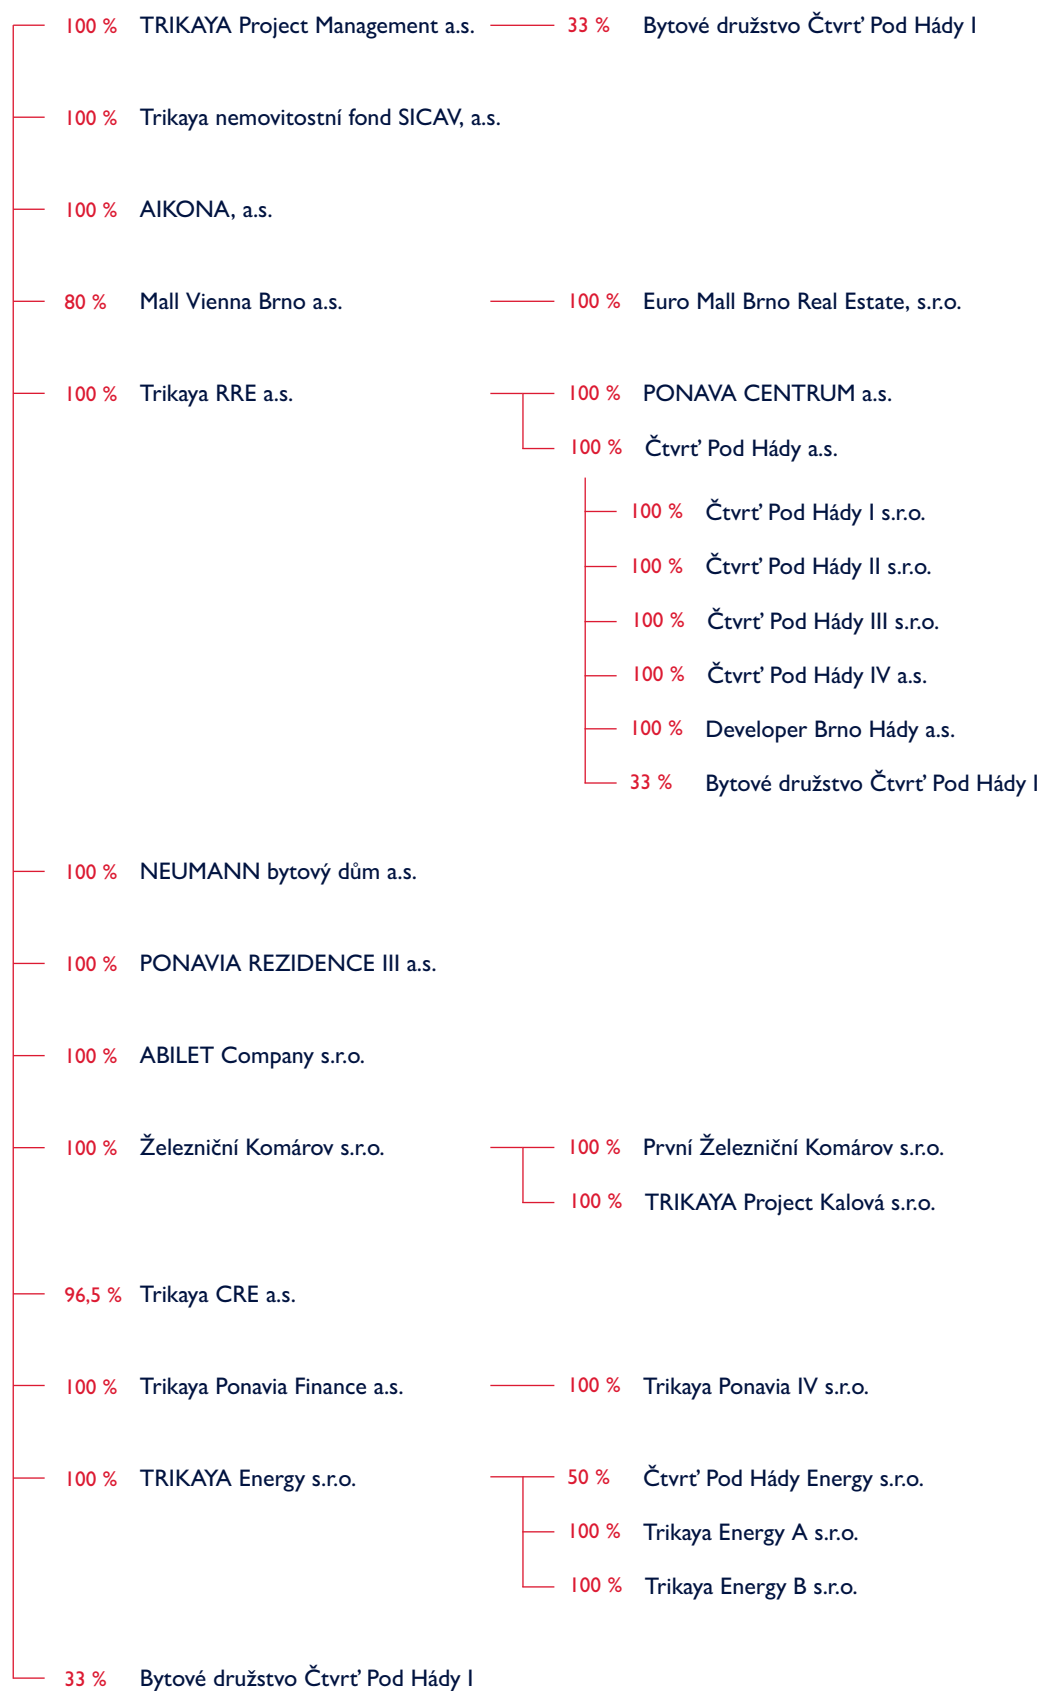 100 % TRIKAYA Project Management a.s. 33 % Bytové družstvo Čtvrť Pod Hády I
100 % Trikaya nemovitostní fond SICAV, a.s.
100 % AIKONA, a.s.
80 % Mall Vienna Brno a.s. 100 % Euro Mall Brno Real Estate, s.r.o.
100 % Trikaya RRE a.s. 100 % PONAVA CENTRUM a.s.
100 % Čtvrť Pod Hády a.s.
100 % Čtvrť Pod Hády I s.r.o.
100 % Čtvrť Pod Hády II s.r.o.
100 % Čtvrť Pod Hády III s.r.o.
100 % Čtvrť Pod Hády IV a.s.
100 % Developer Brno Hády a.s.
33 % Bytové družstvo Čtvrť Pod Hády I
100 % NEUMANN bytový dům a.s.
100 % PONAVIA REZIDENCE III a.s.
100 % ABILET Company s.r.o.
100 % Železniční Komárov s.r.o. 100 % První Železniční Komárov s.r.o.
100 % TRIKAYA Project Kalová s.r.o.
96,5 % Trikaya CRE a.s.
100 % Trikaya Ponavia Finance a.s. 100 % Trikaya Ponavia IV s.r.o.
100 % TRIKAYA Energy s.r.o. 50 % Čtvrť Pod Hády Energy s.r.o.
100 % Trikaya Energy A s.r.o.
100 % Trikaya Energy B s.r.o.
33 % Bytové družstvo Čtvrť Pod Hády I